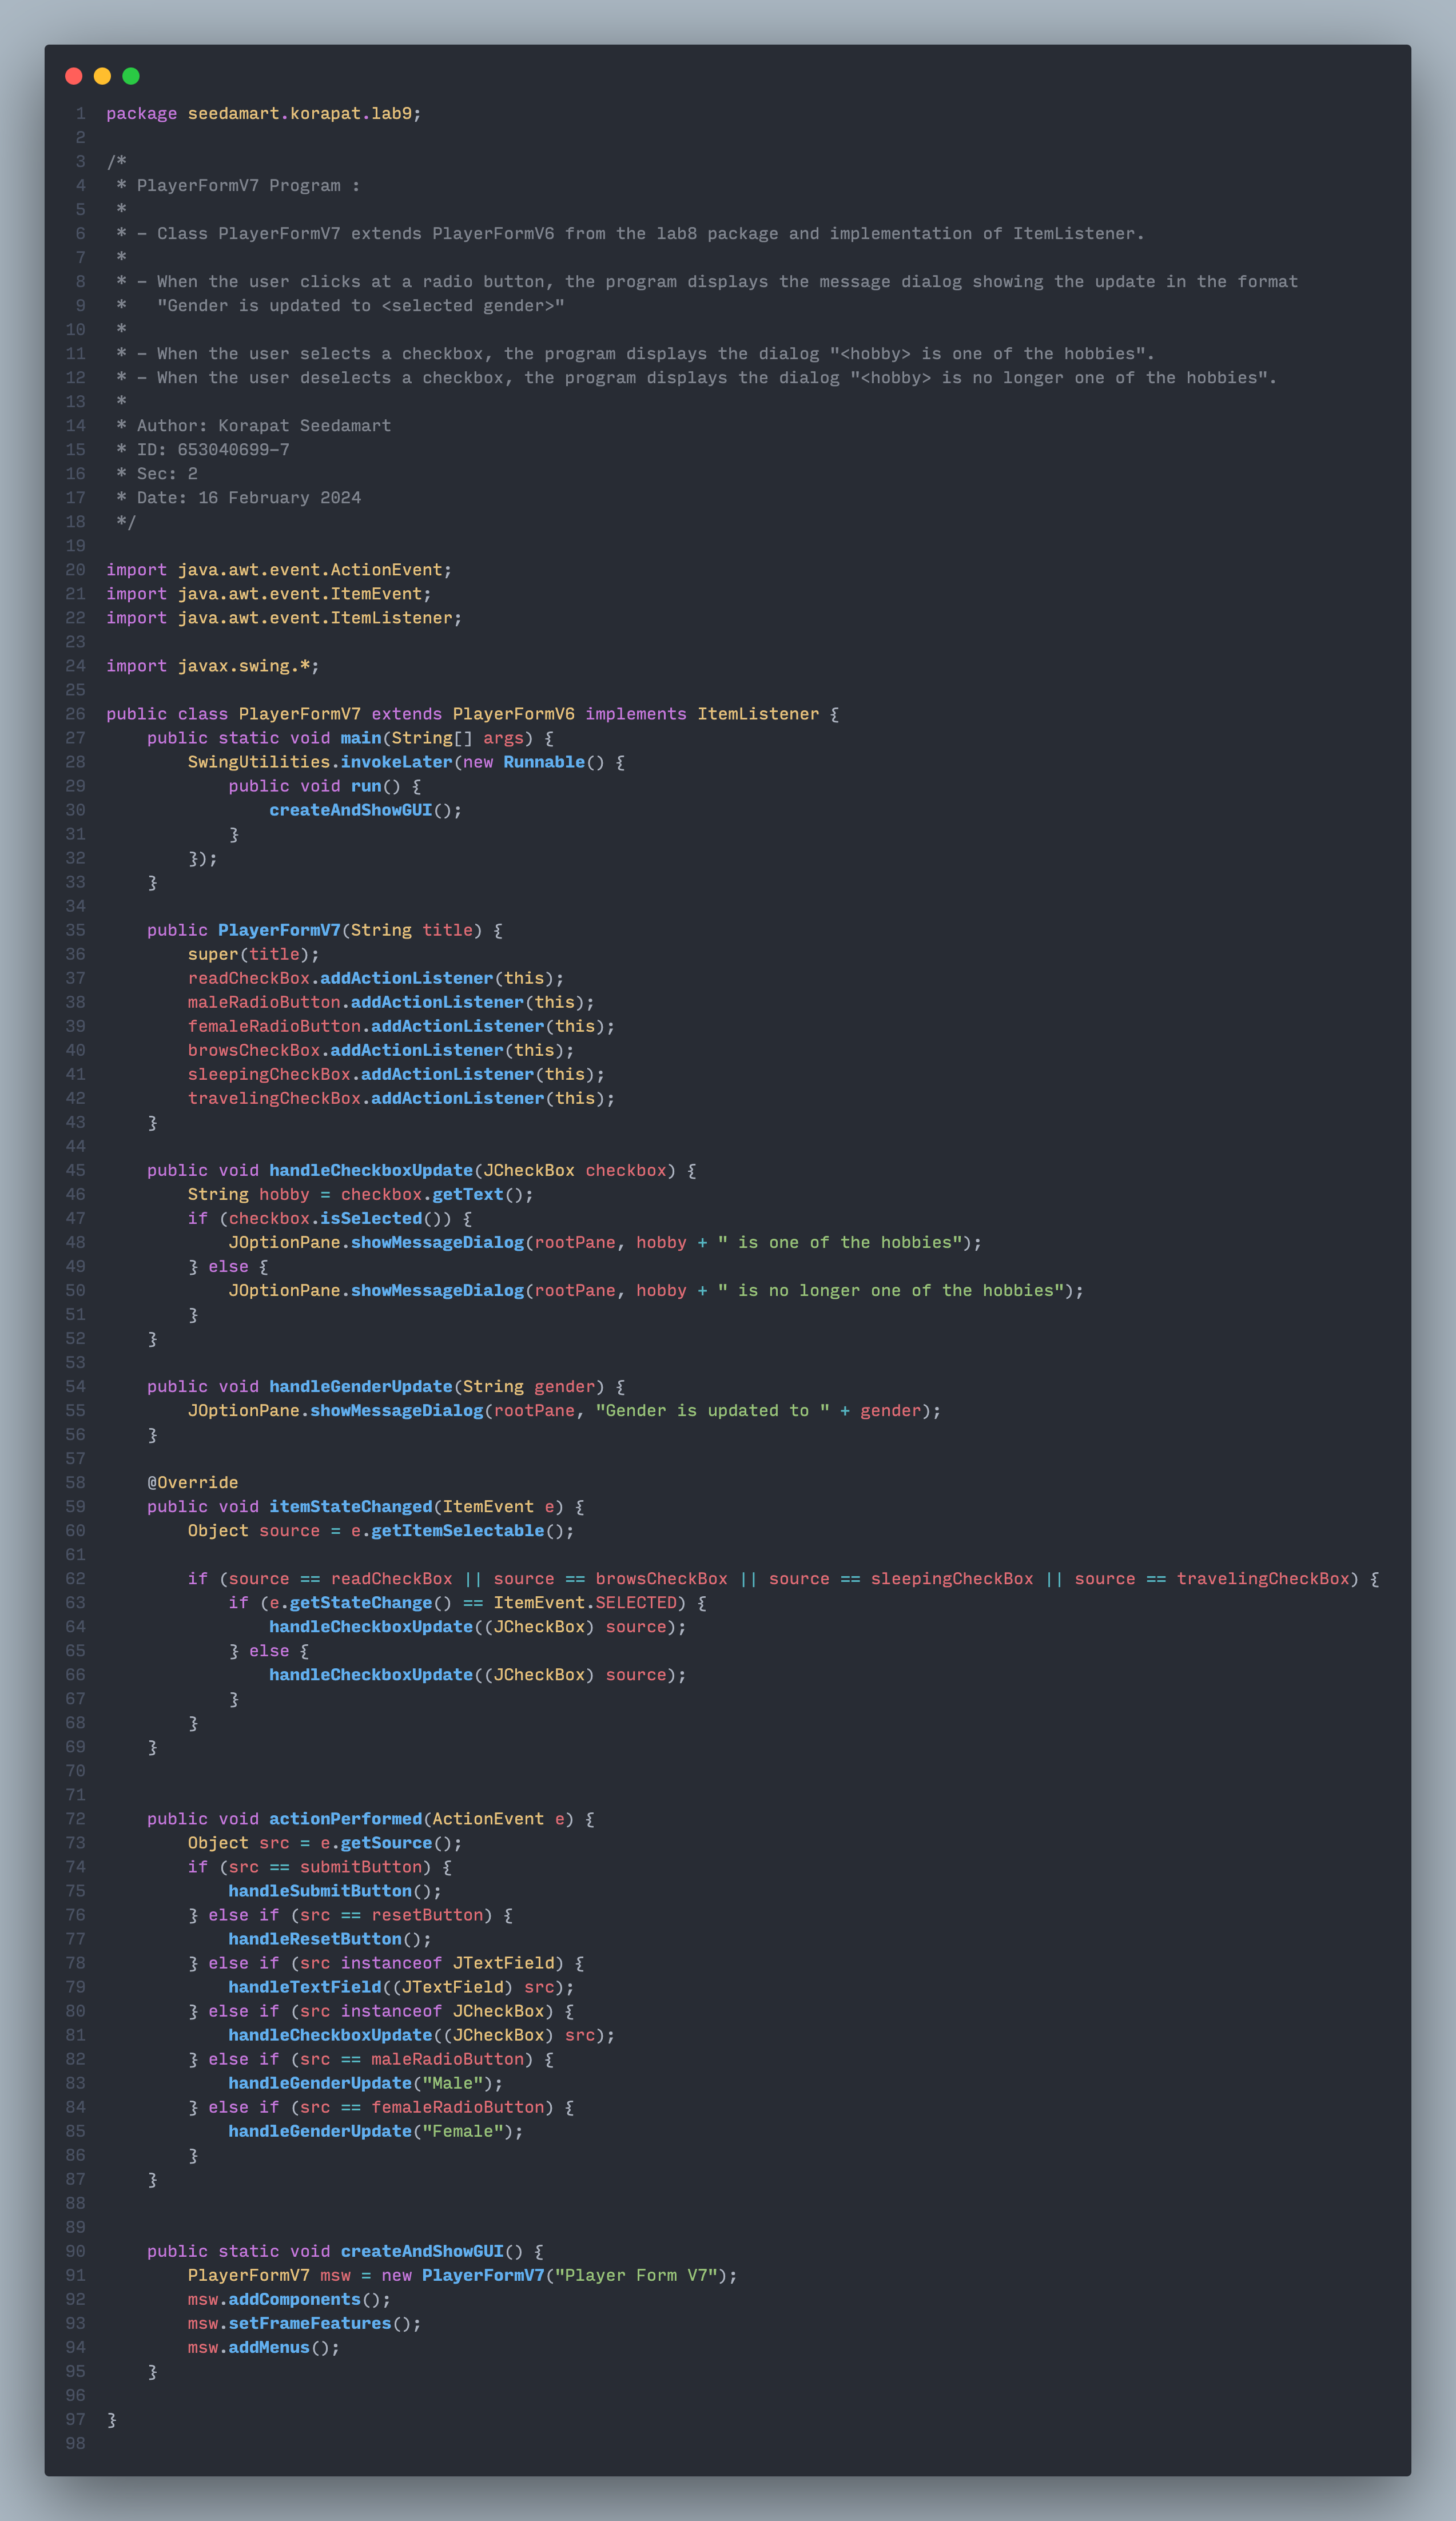 1 package seedamart.korapat.lab9;
2
3 /*
4  * PlayerFormV7 Program :
5  *
6  * - Class PlayerFormV7 extends PlayerFormV6 from the lab8 package and implementation of ItemListener.
7  *
8  * - When the user clicks at a radio button, the program displays the message dialog showing the update in the format
9  *   "Gender is updated to <selected gender>"
10  *
11  * - When the user selects a checkbox, the program displays the dialog "<hobby> is one of the hobbies".
12  * - When the user deselects a checkbox, the program displays the dialog "<hobby> is no longer one of the hobbies".
13  *
14  * Author: Korapat Seedamart
15  * ID: 653040699-7
16  * Sec: 2
17  * Date: 16 February 2024
18  */
19
20 import java.awt.event.ActionEvent;
21 import java.awt.event.ItemEvent;
22 import java.awt.event.ItemListener;
23
24 import javax.swing.*;
25
26 public class PlayerFormV7 extends PlayerFormV6 implements ItemListener {
27     public static void main(String[] args) {
28         SwingUtilities.invokeLater(new Runnable() {
29             public void run() {
30                 createAndShowGUI();
31             }
32         });
33     }
34
35     public PlayerFormV7(String title) {
36         super(title);
37         readCheckBox.addActionListener(this);
38         maleRadioButton.addActionListener(this);
39         femaleRadioButton.addActionListener(this);
40         browsCheckBox.addActionListener(this);
41         sleepingCheckBox.addActionListener(this);
42         travelingCheckBox.addActionListener(this);
43     }
44
45     public void handleCheckboxUpdate(JCheckBox checkbox) {
46         String hobby = checkbox.getText();
47         if (checkbox.isSelected()) {
48             JOptionPane.showMessageDialog(rootPane, hobby + " is one of the hobbies");
49         } else {
50             JOptionPane.showMessageDialog(rootPane, hobby + " is no longer one of the hobbies");
51         }
52     }
53
54     public void handleGenderUpdate(String gender) {
55         JOptionPane.showMessageDialog(rootPane, "Gender is updated to " + gender);
56     }
57
58     @Override
59     public void itemStateChanged(ItemEvent e) {
60         Object source = e.getItemSelectable();
61
62         if (source == readCheckBox || source == browsCheckBox || source == sleepingCheckBox || source == travelingCheckBox) {
63             if (e.getStateChange() == ItemEvent.SELECTED) {
64                 handleCheckboxUpdate((JCheckBox) source);
65             } else {
66                 handleCheckboxUpdate((JCheckBox) source);
67             }
68         }
69     }
70
71
72     public void actionPerformed(ActionEvent e) {
73         Object src = e.getSource();
74         if (src == submitButton) {
75             handleSubmitButton();
76         } else if (src == resetButton) {
77             handleResetButton();
78         } else if (src instanceof JTextField) {
79             handleTextField((JTextField) src);
80         } else if (src instanceof JCheckBox) {
81             handleCheckboxUpdate((JCheckBox) src);
82         } else if (src == maleRadioButton) {
83             handleGenderUpdate("Male");
84         } else if (src == femaleRadioButton) {
85             handleGenderUpdate("Female");
86         }
87     }
88
89
90     public static void createAndShowGUI() {
91         PlayerFormV7 msw = new PlayerFormV7("Player Form V7");
92         msw.addComponents();
93         msw.setFrameFeatures();
94         msw.addMenus();
95     }
96
97 }
98